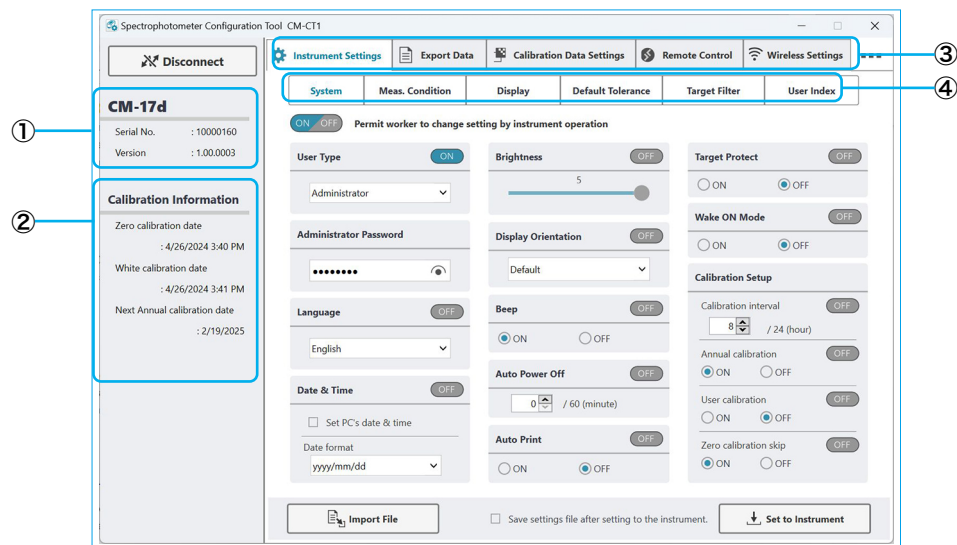 Spectrophotometer Configuration Tool CM-CT1
Disconnect
Instrument Settings
Export Data
Calibration Data Settings
Remote Control
Wireless Settings
③
System
Meas. Condition
Display
Default Tolerance
Target Filter
User Index
④
①
CM-17d
Serial No. : 10000160
Version : 1.00.0003
②
Calibration Information
Zero calibration date
: 4/26/2024 3:40 PM
White calibration date
: 4/26/2024 3:41 PM
Next Annual calibration date
: 2/19/2025
ON OFF Permit worker to change setting by instrument operation
User Type ON
Administrator
Administrator Password
Language OFF
English
Date & Time OFF
Set PC's date & time
Date format
yyyy/mm/dd
Brightness OFF
5
Display Orientation OFF
Default
Beep OFF
ON OFF
Auto Power Off OFF
0 / 60 (minute)
Auto Print OFF
ON OFF
Target Protect OFF
ON OFF
Wake ON Mode OFF
ON OFF
Calibration Setup
Calibration interval OFF
8 / 24 (hour)
Annual calibration OFF
ON OFF
User calibration OFF
ON OFF
Zero calibration skip OFF
ON OFF
Import File
Save settings file after setting to the instrument.
Set to Instrument